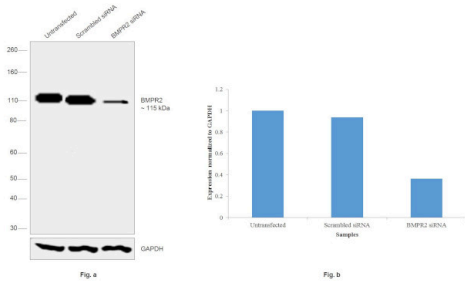 Untransfected
Scrambled siRNA
BMPR2 siRNA
260
160
110
80
60
50
40
30
BMPR2
~ 115 kDa
GAPDH
Fig. a
Expression normalized to GAPDH
1.2
1
0.8
0.6
0.4
0.2
0
Untransfected
Scrambled siRNA
BMPR2 siRNA
Samples
Fig. b